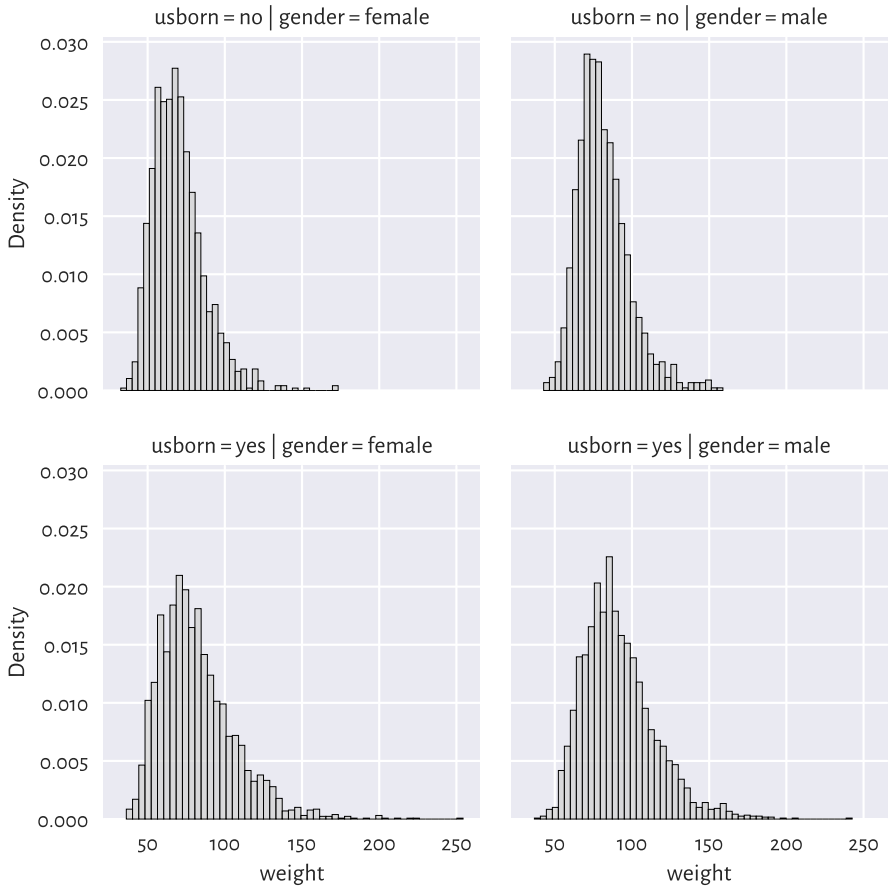 usborn = no | gender = female
usborn = no | gender = male
0.030
0.025
0.020
0.015
0.010
0.005
0.000
Density
usborn = yes | gender = female
usborn = yes | gender = male
0.030
0.025
0.020
0.015
0.010
0.005
0.000
Density
50 100 150 200 250
50 100 150 200 250
weight
weight